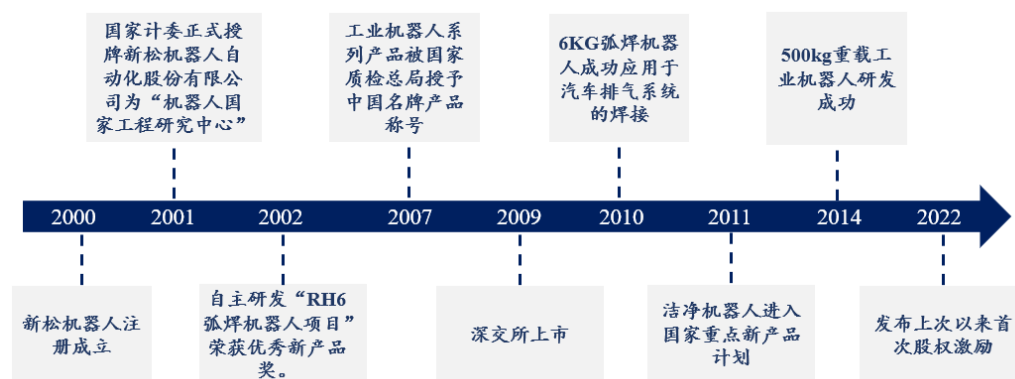 国家计委正式授
牌新松机器人自
动化股份有限公
司为“机器人国
家工程研究中心”
工业机器人系
列产品被国家
质检总局授予
中国名牌产品
称号
6KG弧焊机器
人成功应用于
汽车排气系统
的焊接
500kg重载工
业机器人研发
成功
2000 2001 2002 2007 2009 2010 2011 2014 2022
新松机器人注
册成立
自主研发“RH6
弧焊机器人项目”
荣获优秀新产品
奖。
深交所上市
洁净机器人进入
国家重点新产品
计划
发布上次以来首
次股权激励